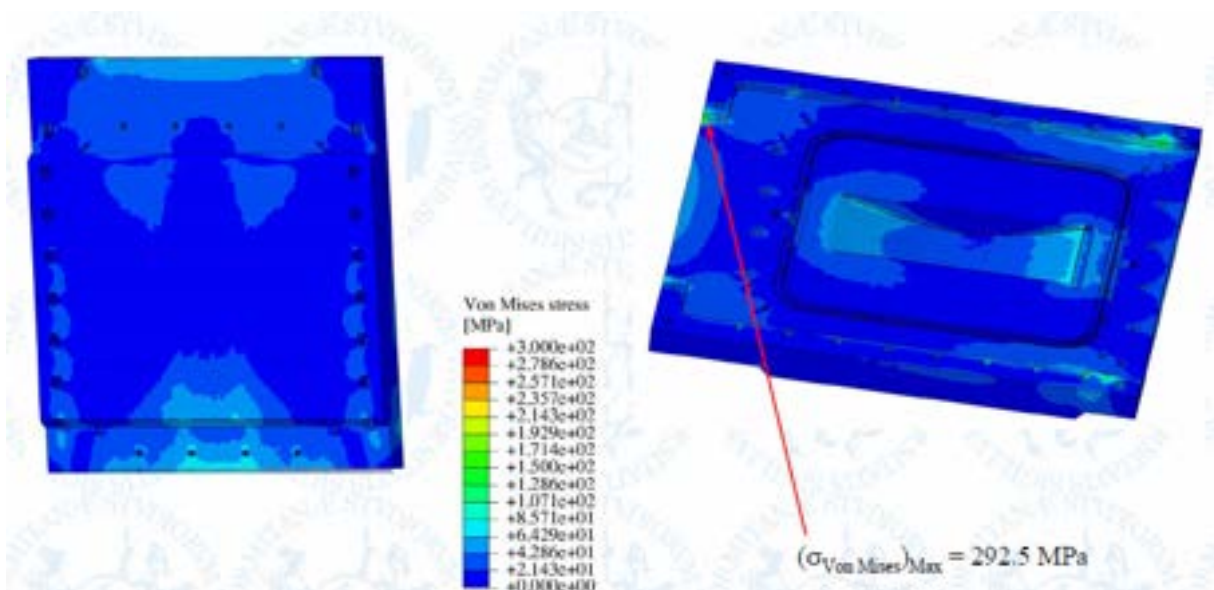 Von Mises stress
[MPa]
+3.000e+02
+2.786e+02
+2.571e+02
+2.357e+02
+2.143e+02
+1.929e+02
+1.714e+02
+1.500e+02
+1.286e+02
+1.071e+02
+8.571e+01
+6.429e+01
+4.286e+01
+2.143e+01
+0.000e+00
(σVon Mises)Max = 292.5 MPa